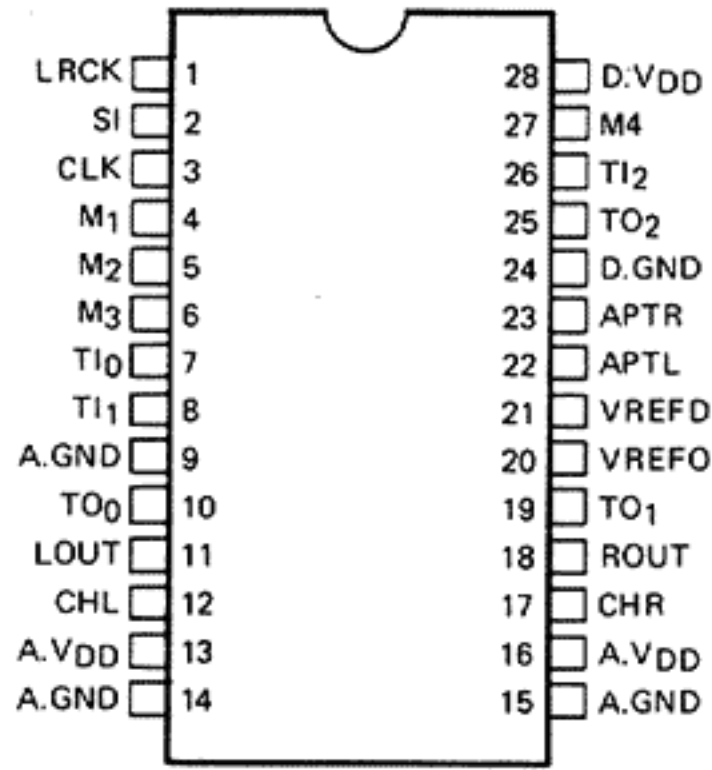 LRCK 1 28 D.VDD
SI 2 27 M4
CLK 3 26 TI2
M1 4 25 TO2
M2 5 24 D.GND
M3 6 23 APTR
TI0 7 22 APTL
TI1 8 21 VREFD
A.GND 9 20 VREFO
TO0 10 19 TO1
LOUT 11 18 ROUT
CHL 12 17 CHR
A.VDD 13 16 A.VDD
A.GND 14 15 A.GND